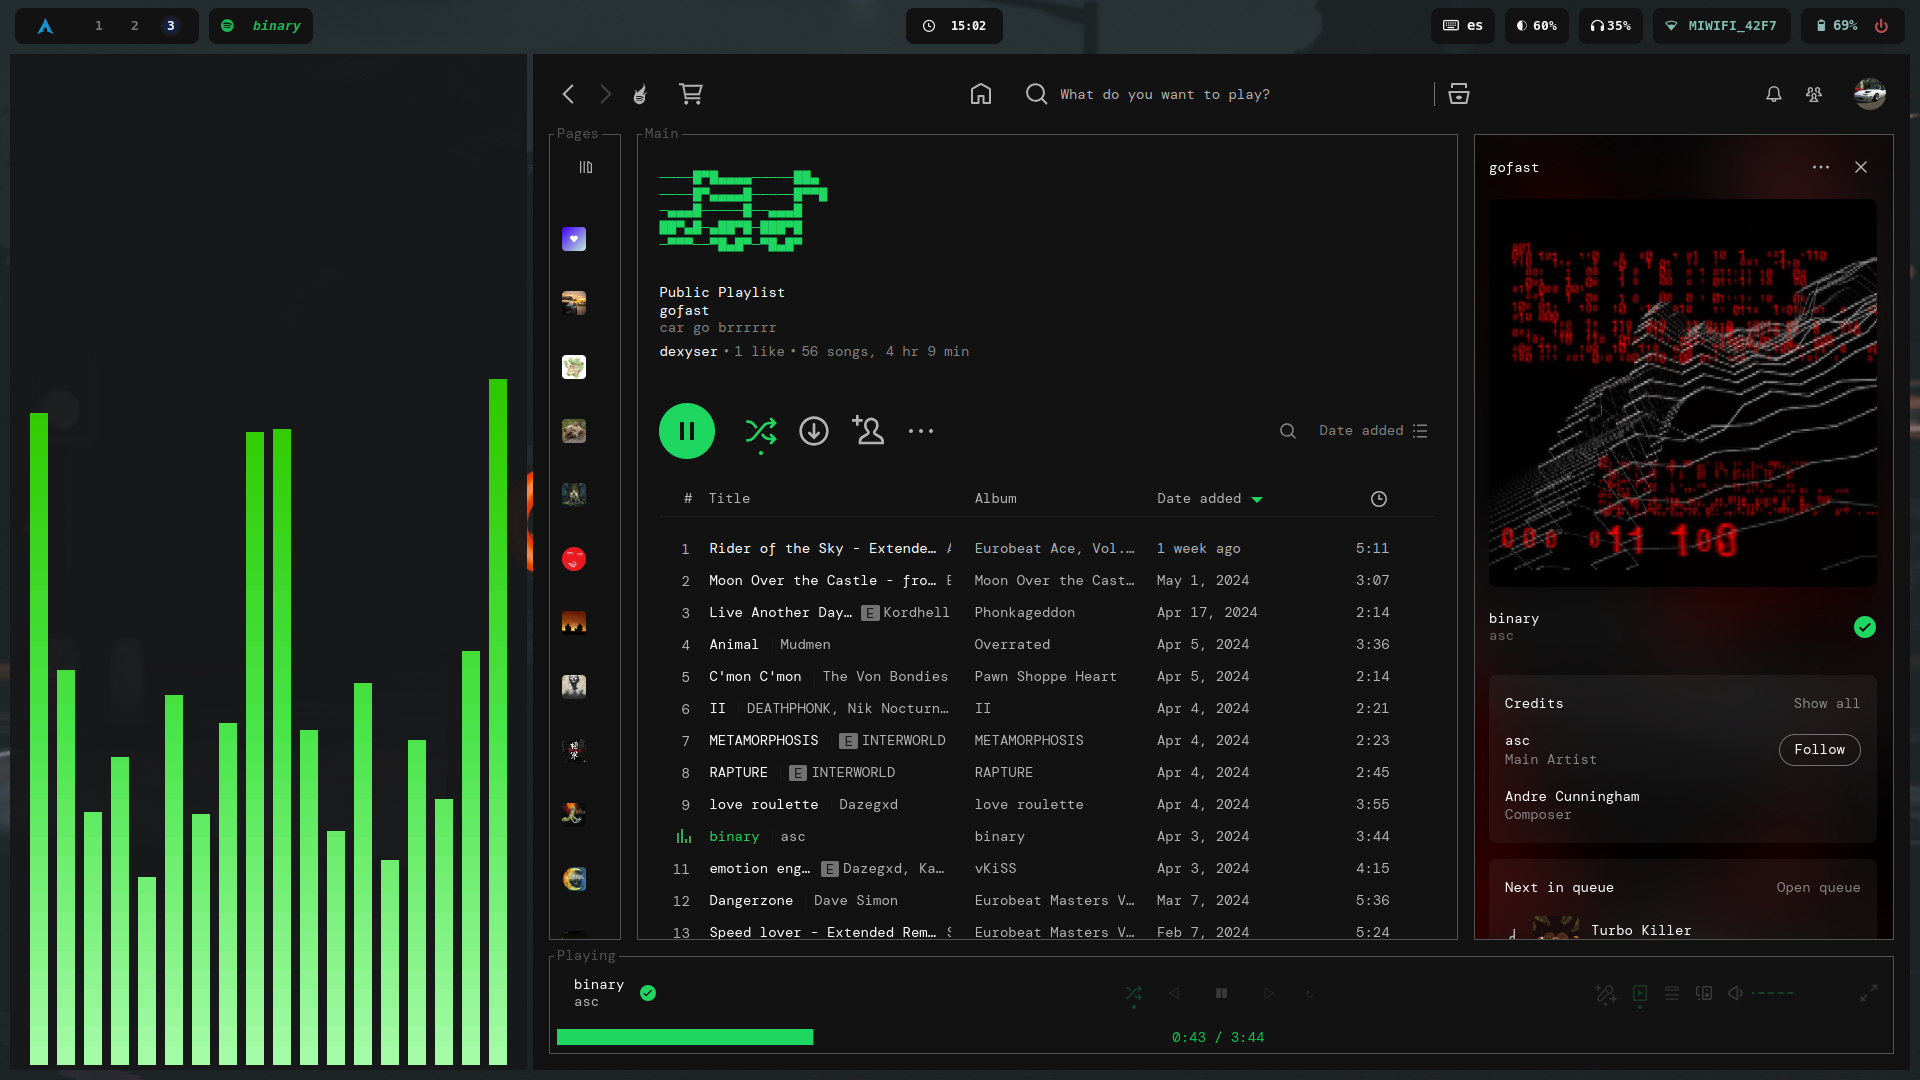 1 2 3 binary
15:02
es 60% 35% MIWIFI_42F7 69%
What do you want to play?
Pages
Main
Public Playlist
gofast
car go brrrrr
dexyser • 1 like • 56 songs, 4 hr 9 min
Date added
# Title Album Date added
1 Rider of the Sky - Extende… Eurobeat Ace, Vol.… 1 week ago 5:11
2 Moon Over the Castle - fro… Moon Over the Cast… May 1, 2024 3:07
3 Live Another Day… E Kordhell Phonkageddon Apr 17, 2024 2:14
4 Animal Mudmen Overrated Apr 5, 2024 3:36
5 C'mon C'mon The Von Bondies Pawn Shoppe Heart Apr 5, 2024 2:14
6 II DEATHPHONK, Nik Nocturn… II Apr 4, 2024 2:21
7 METAMORPHOSIS E INTERWORLD METAMORPHOSIS Apr 4, 2024 2:23
8 RAPTURE E INTERWORLD RAPTURE Apr 4, 2024 2:45
9 love roulette Dazegxd love roulette Apr 4, 2024 3:55
binary asc binary Apr 3, 2024 3:44
11 emotion eng… E Dazegxd, Ka… vKiSS Apr 3, 2024 4:15
12 Dangerzone Dave Simon Eurobeat Masters V… Mar 7, 2024 5:36
13 Speed lover - Extended Rem… Eurobeat Masters V… Feb 7, 2024 5:24
gofast
binary
asc
Credits Show all
asc
Main Artist
Follow
Andre Cunningham
Composer
Next in queue Open queue
Turbo Killer
Playing
binary
asc
0:43 / 3:44